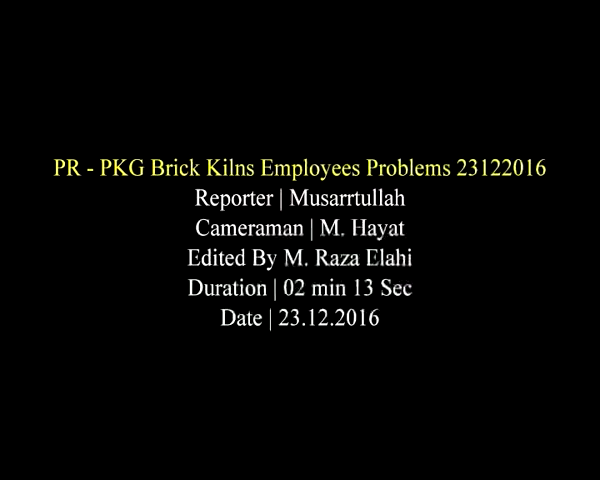 PR - PKG Brick Kilns Employees Problems 23122016
Reporter | Musarrtullah
Cameraman | M. Hayat
Edited By M. Raza Elahi
Duration | 02 min 13 Sec
Date | 23.12.2016